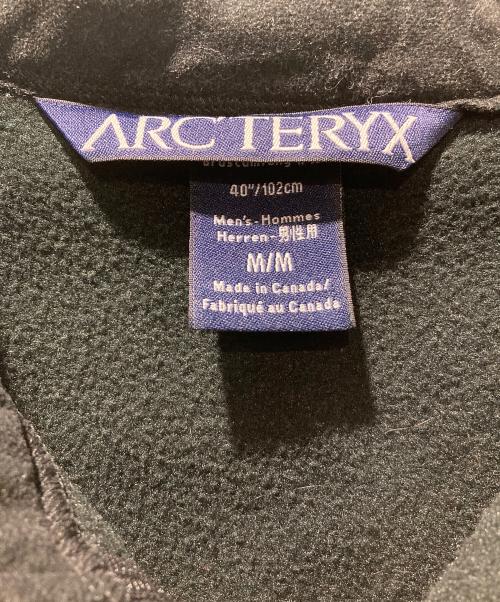 ARC'TERYX
40"/102cm
Men's-Hommes
Herren-男性用
M/M
Made in Canada/
Fabriqué au Canada